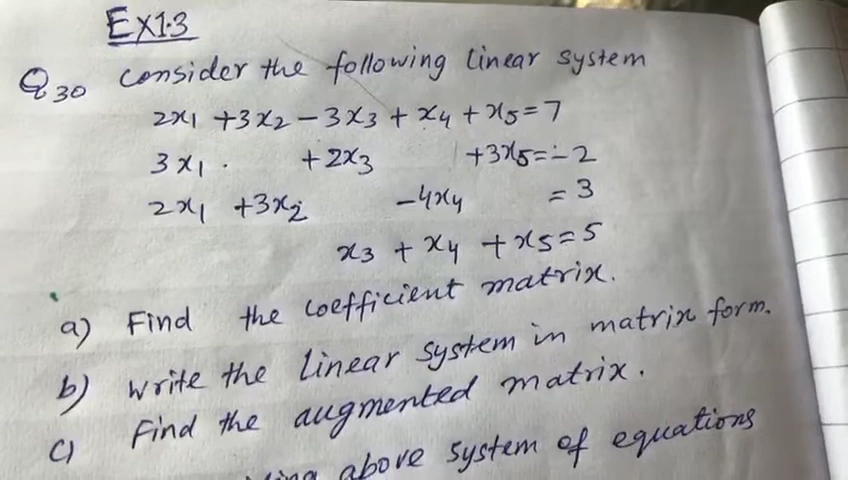 EX1.3
Q30 Consider the following linear system
2x1 +3x2 -3x3 + x4 + x5=7
3x1 . +2x3 +3x5=-2
2x1 +3x2 -4x4 =3
x3 + x4 +x5=5
a) Find the coefficient matrix.
b) Write the linear system in matrix form.
c) Find the augmented matrix.
above system of equations